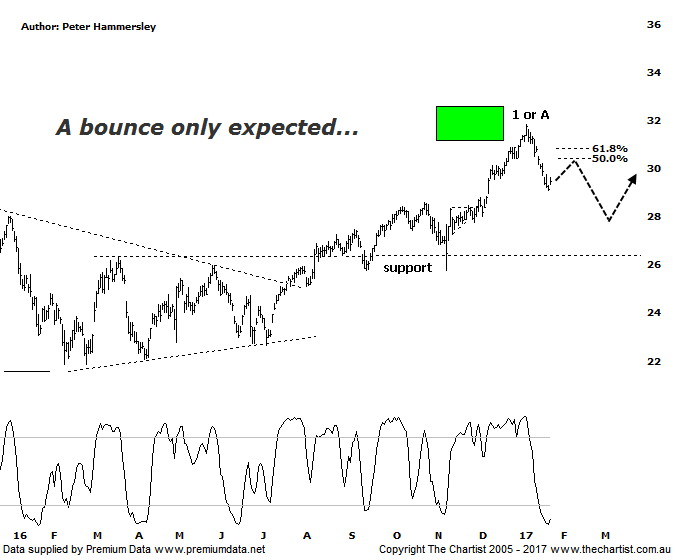 Author: Peter Hammersley
36
34
A bounce only expected...
1 or A
32
61.8%
50.0%
30
28
support
26
24
22
16 F M A M J J A S O N D 17 F M
Data supplied by Premium Data www.premiumdata.net
Copyright The Chartist 2005 - 2017 www.thechartist.com.au